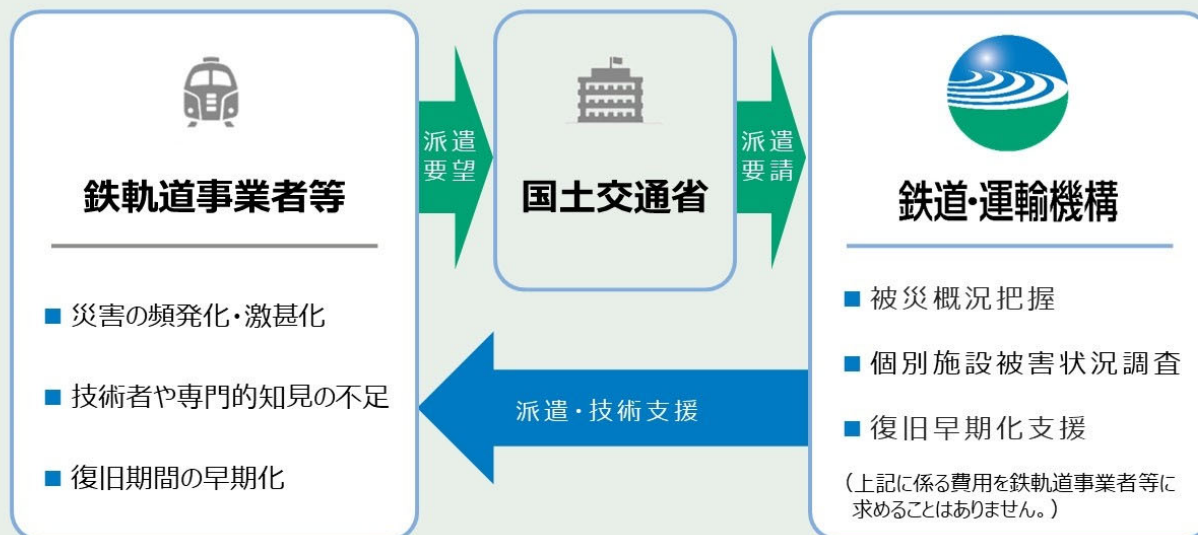 鉄軌道事業者等
■ 災害の頻発化・激甚化
■ 技術者や専門的知見の不足
■ 復旧期間の早期化
派遣
要望
国土交通省
派遣
要請
鉄道・運輸機構
■ 被災概況把握
■ 個別施設被害状況調査
■ 復旧早期化支援
（上記に係る費用を鉄軌道事業者等に
求めることはありません。）
派遣・技術支援